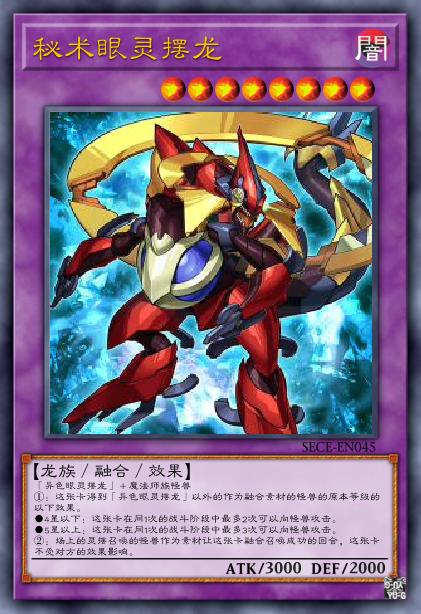 秘术眼灵摆龙
闇
SECE-EN045
【龙族／融合／效果】
「异色眼灵摆龙」＋魔法师族怪兽
①：这张卡得到「异色眼灵摆龙」以外的作为融合素材的怪兽的原本等级的
以下效果。
●4星以下：这张卡在同1次的战斗阶段中最多2次可以向怪兽攻击。
●5星以上：这张卡在同1次的战斗阶段中最多3次可以向怪兽攻击。
②：场上的灵摆召唤的怪兽作为素材让这张卡融合召唤成功的回合，这张卡
不受对方的效果影响。
ATK/3000 DEF/2000